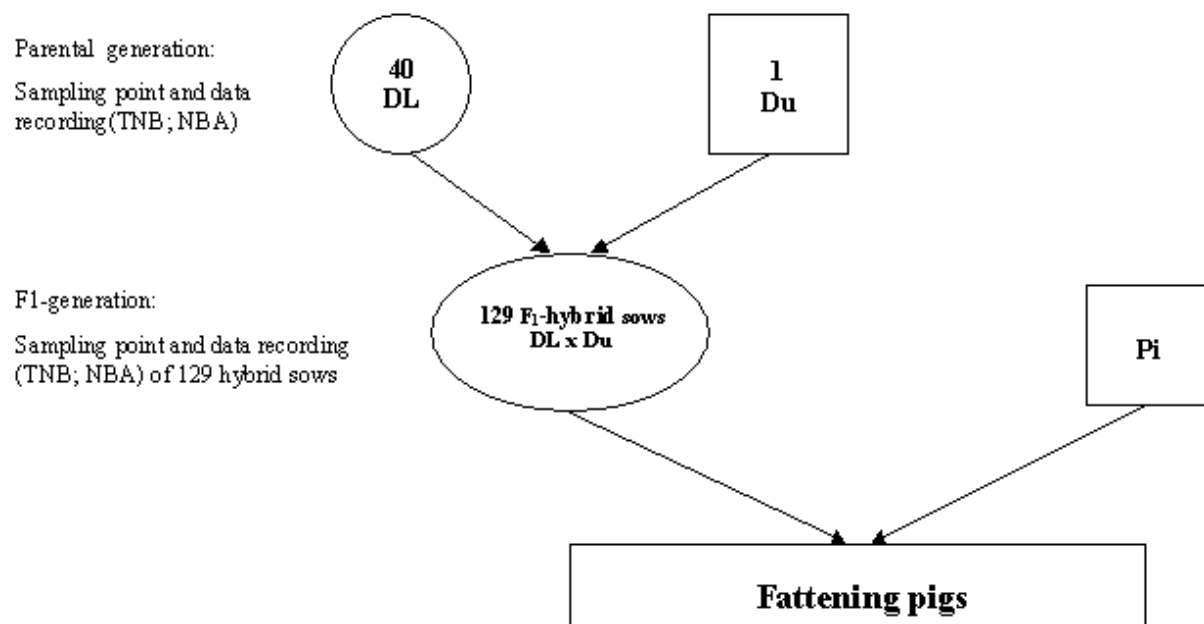 Parental generation:
Sampling point and data
recording (TNB; NBA)
40
DL
1
Du
F1-generation:
Sampling point and data recording
(TNB; NBA) of 129 hybrid sows
129 F₁-hybrid sows
DL x Du
Pi
Fattening pigs